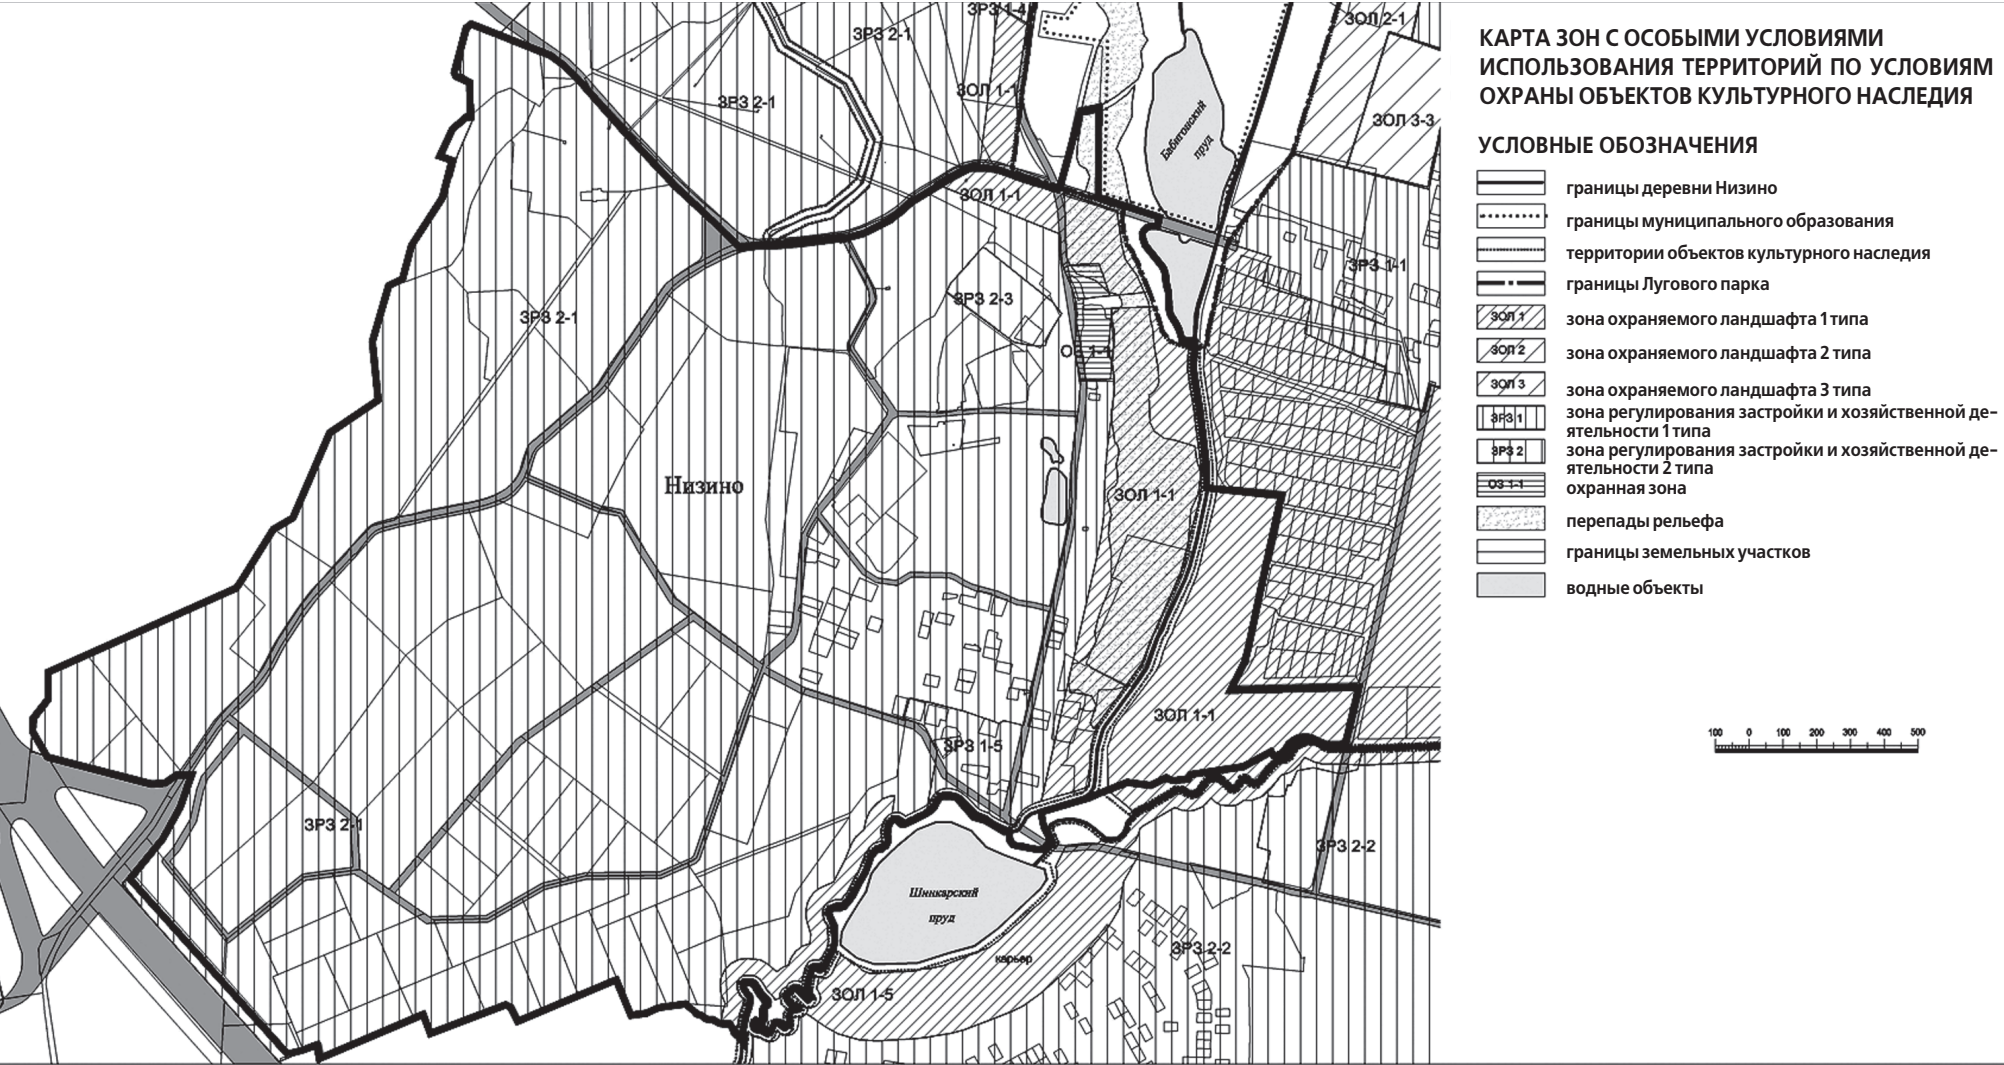 КАРТА ЗОН С ОСОБЫМИ УСЛОВИЯМИ
ИСПОЛЬЗОВАНИЯ ТЕРРИТОРИЙ ПО УСЛОВИЯМ
ОХРАНЫ ОБЪЕКТОВ КУЛЬТУРНОГО НАСЛЕДИЯ
УСЛОВНЫЕ ОБОЗНАЧЕНИЯ
границы деревни Низино
границы муниципального образования
территории объектов культурного наследия
границы Лугового парка
ЗОЛ 1 зона охраняемого ландшафта 1 типа
ЗОЛ 2 зона охраняемого ландшафта 2 типа
ЗОЛ 3 зона охраняемого ландшафта 3 типа
ЗРЗ 1 зона регулирования застройки и хозяйственной де-
ятельности 1 типа
ЗРЗ 2 зона регулирования застройки и хозяйственной де-
ятельности 2 типа
ОЗ 1-1 охранная зона
перепады рельефа
границы земельных участков
водные объекты
100 0 100 200 300 400 500
ЗРЗ 1-4
ЗОЛ 2-1
ЗРЗ 2-1
ЗОЛ 1-1
ЗРЗ 2-1
ЗОЛ 3-3
Бабигонский
пруд
ЗОЛ 1-1
ЗРЗ 1-1
ЗРЗ 2-3
ЗРЗ 2-1
ОЗ 1-1
Низино
ЗОЛ 1-1
ЗОЛ 1-1
ЗРЗ 1-5
ЗРЗ 2-1
ЗРЗ 2-2
Шинкарский
пруд
ЗРЗ 2-2
карьер
ЗОЛ 1-5